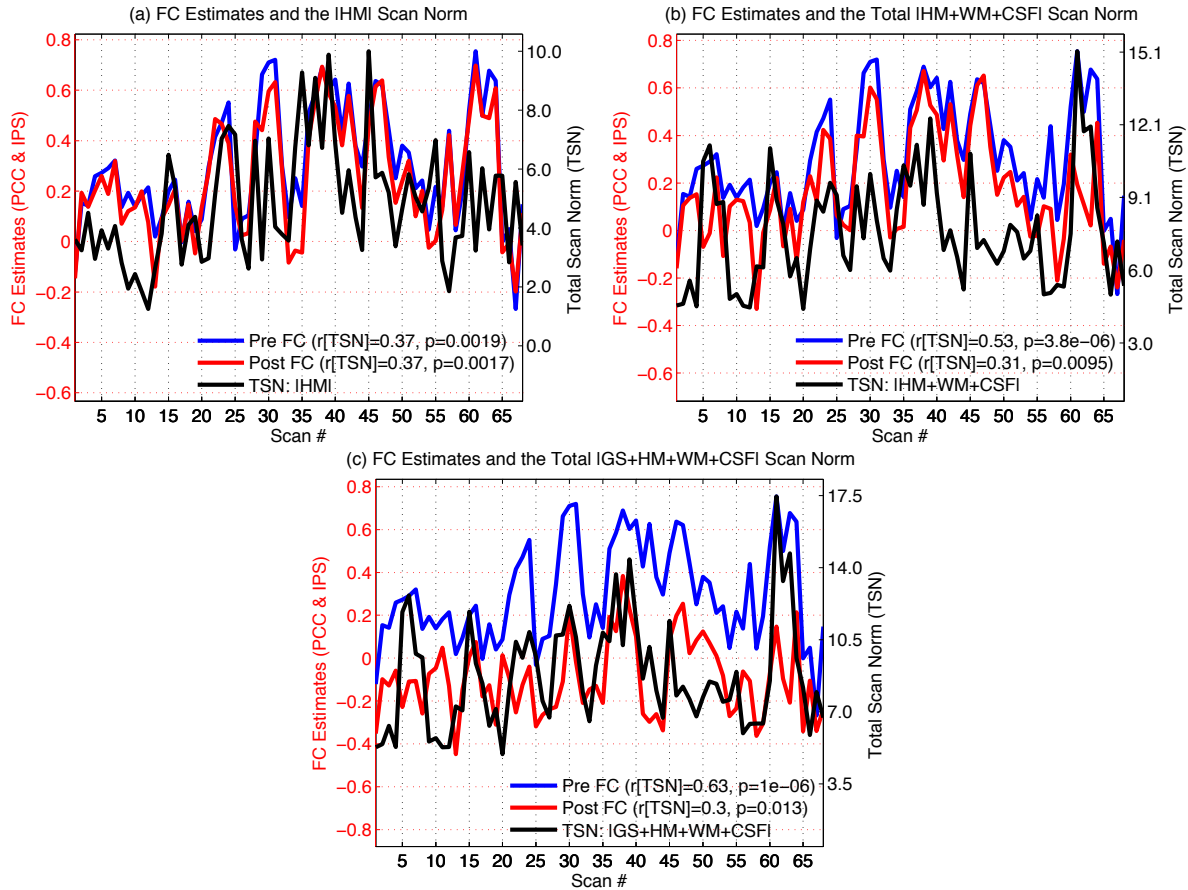 (a) FC Estimates and the |HM| Scan Norm
FC Estimates (PCC & IPS)
0.8
0.6
0.4
0.2
0
−0.2
−0.4
−0.6
10.0
8.0
6.0
4.0
2.0
0.0
Total Scan Norm (TSN)
Pre FC (r[TSN]=0.37, p=0.0019)
Post FC (r[TSN]=0.37, p=0.0017)
TSN: |HM|
5 10 15 20 25 30 35 40 45 50 55 60 65
Scan #
(b) FC Estimates and the Total |HM+WM+CSF| Scan Norm
FC Estimates (PCC & IPS)
0.8
0.6
0.4
0.2
0
−0.2
−0.4
−0.6
15.1
12.1
9.1
6.0
3.0
Total Scan Norm (TSN)
Pre FC (r[TSN]=0.53, p=3.8e−06)
Post FC (r[TSN]=0.31, p=0.0095)
TSN: |HM+WM+CSF|
5 10 15 20 25 30 35 40 45 50 55 60 65
Scan #
(c) FC Estimates and the Total |GS+HM+WM+CSF| Scan Norm
FC Estimates (PCC & IPS)
0.8
0.6
0.4
0.2
0
−0.2
−0.4
−0.6
−0.8
17.5
14.0
10.5
7.0
3.5
Total Scan Norm (TSN)
Pre FC (r[TSN]=0.63, p=1e−06)
Post FC (r[TSN]=0.3, p=0.013)
TSN: |GS+HM+WM+CSF|
5 10 15 20 25 30 35 40 45 50 55 60 65
Scan #